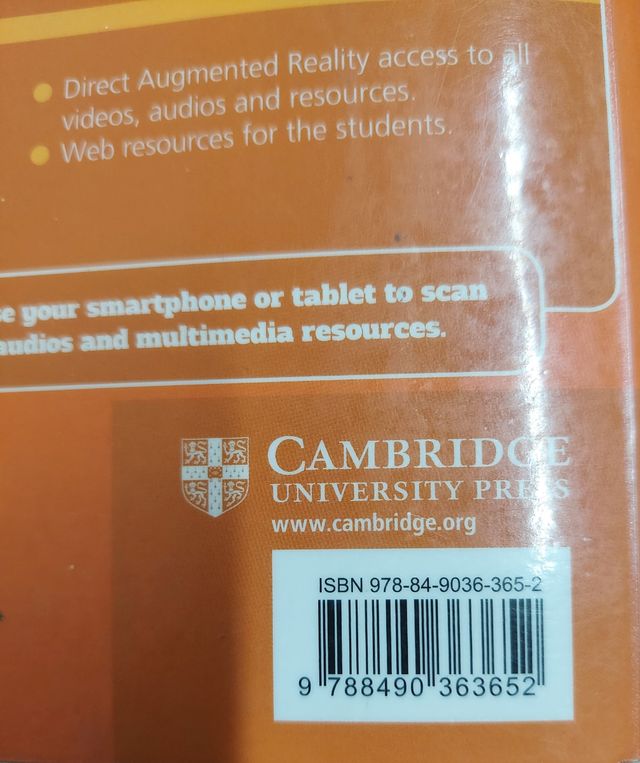 Direct Augmented Reality access to all
videos, audios and resources.
Web resources for the students.
your smartphone or tablet to scan
audios and multimedia resources.
CAMBRIDGE
UNIVERSITY PRESS
www.cambridge.org
ISBN 978-84-9036-365-2
9 788490 363652